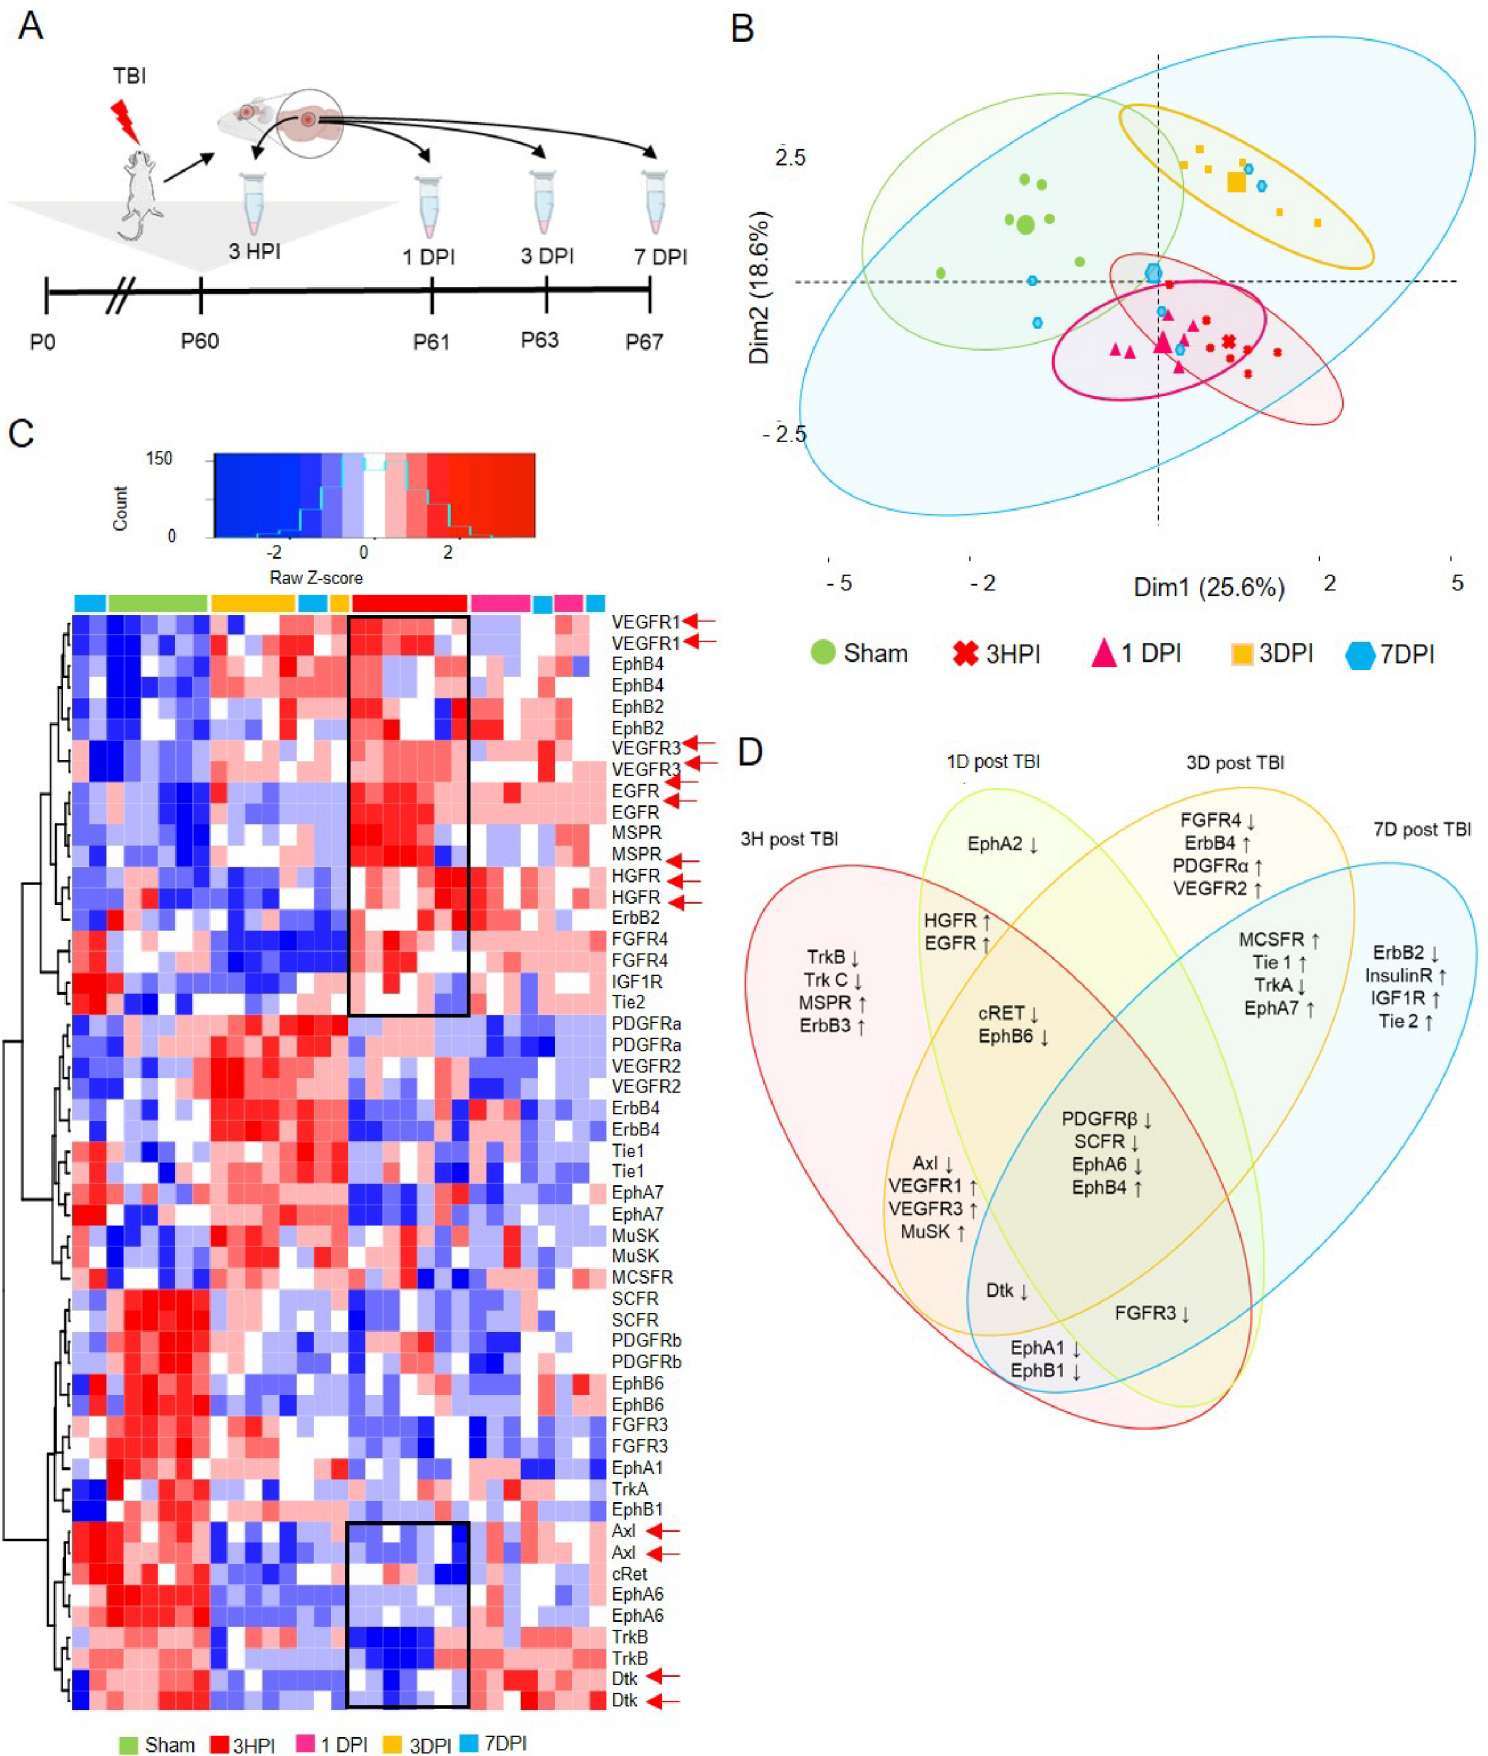 A
TBI
3 HPI
1 DPI
3 DPI
7 DPI
P0
P60
P61
P63
P67
B
2.5
- 2.5
Dim2 (18.6%)
- 5
- 2
Dim1 (25.6%)
2
5
Sham
3HPI
1 DPI
3DPI
7DPI
C
150
Count
0
-2
0
2
Raw Z-score
VEGFR1
VEGFR1
EphB4
EphB4
EphB2
EphB2
VEGFR3
VEGFR3
EGFR
EGFR
MSPR
MSPR
HGFR
HGFR
ErbB2
FGFR4
FGFR4
IGF1R
Tie2
PDGFRa
PDGFRa
VEGFR2
VEGFR2
ErbB4
ErbB4
Tie1
Tie1
EphA7
EphA7
MuSK
MuSK
MCSFR
SCFR
SCFR
PDGFRb
PDGFRb
EphB6
EphB6
FGFR3
FGFR3
EphA1
TrkA
EphB1
Axl
Axl
cRet
EphA6
EphA6
TrkB
TrkB
Dtk
Dtk
Sham
3HPI
1 DPI
3DPI
7DPI
D
3H post TBI
1D post TBI
3D post TBI
7D post TBI
EphA2 ↓
FGFR4 ↓
ErbB4 ↑
PDGFRα ↑
VEGFR2 ↑
HGFR ↑
EGFR ↑
TrkB ↓
Trk C ↓
MSPR ↑
ErbB3 ↑
MCSFR ↑
Tie 1 ↑
TrkA ↓
EphA7 ↑
ErbB2 ↓
InsulinR ↑
IGF1R ↑
Tie 2 ↑
cRET ↓
EphB6 ↓
PDGFRβ ↓
SCFR ↓
EphA6 ↓
EphB4 ↑
Axl ↓
VEGFR1 ↑
VEGFR3 ↑
MuSK ↑
Dtk ↓
FGFR3 ↓
EphA1 ↓
EphB1 ↓